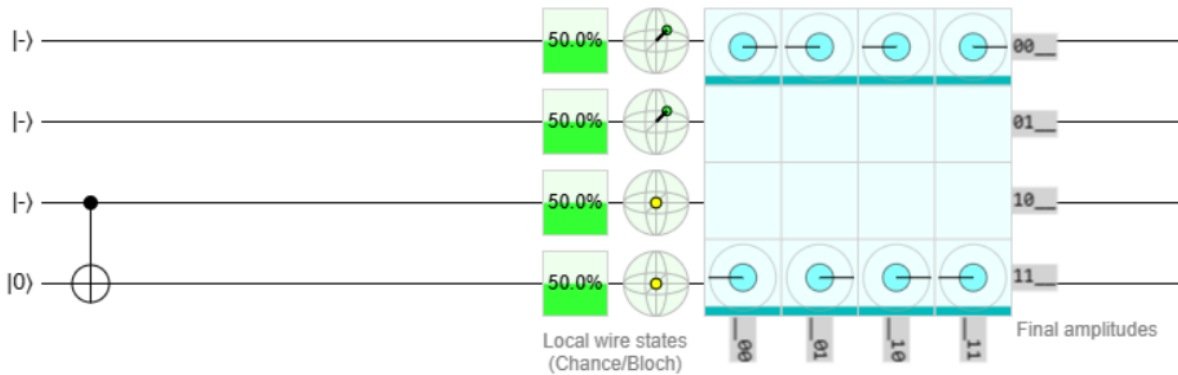 |-⟩ 50.0% 00__
|-⟩ 50.0% 01__
|-⟩ 50.0% 10__
|0⟩ 50.0% 11__
__00 __01 __10 __11
Local wire states
(Chance/Bloch)
Final amplitudes